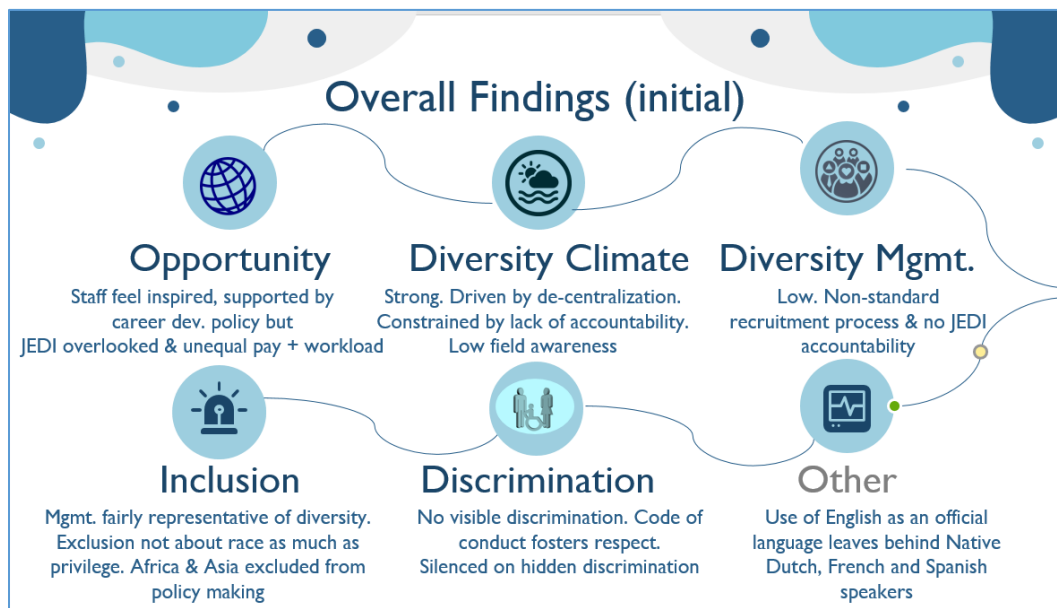 Overall Findings (initial)
Opportunity
Staff feel inspired, supported by
career dev. policy but
JEDI overlooked & unequal pay + workload
Diversity Climate
Strong. Driven by de-centralization.
Constrained by lack of accountability.
Low field awareness
Diversity Mgmt.
Low. Non-standard
recruitment process & no JEDI
accountability
Inclusion
Mgmt. fairly representative of diversity.
Exclusion not about race as much as
privilege. Africa & Asia excluded from
policy making
Discrimination
No visible discrimination. Code of
conduct fosters respect.
Silenced on hidden discrimination
Other
Use of English as an official
language leaves behind Native
Dutch, French and Spanish
speakers